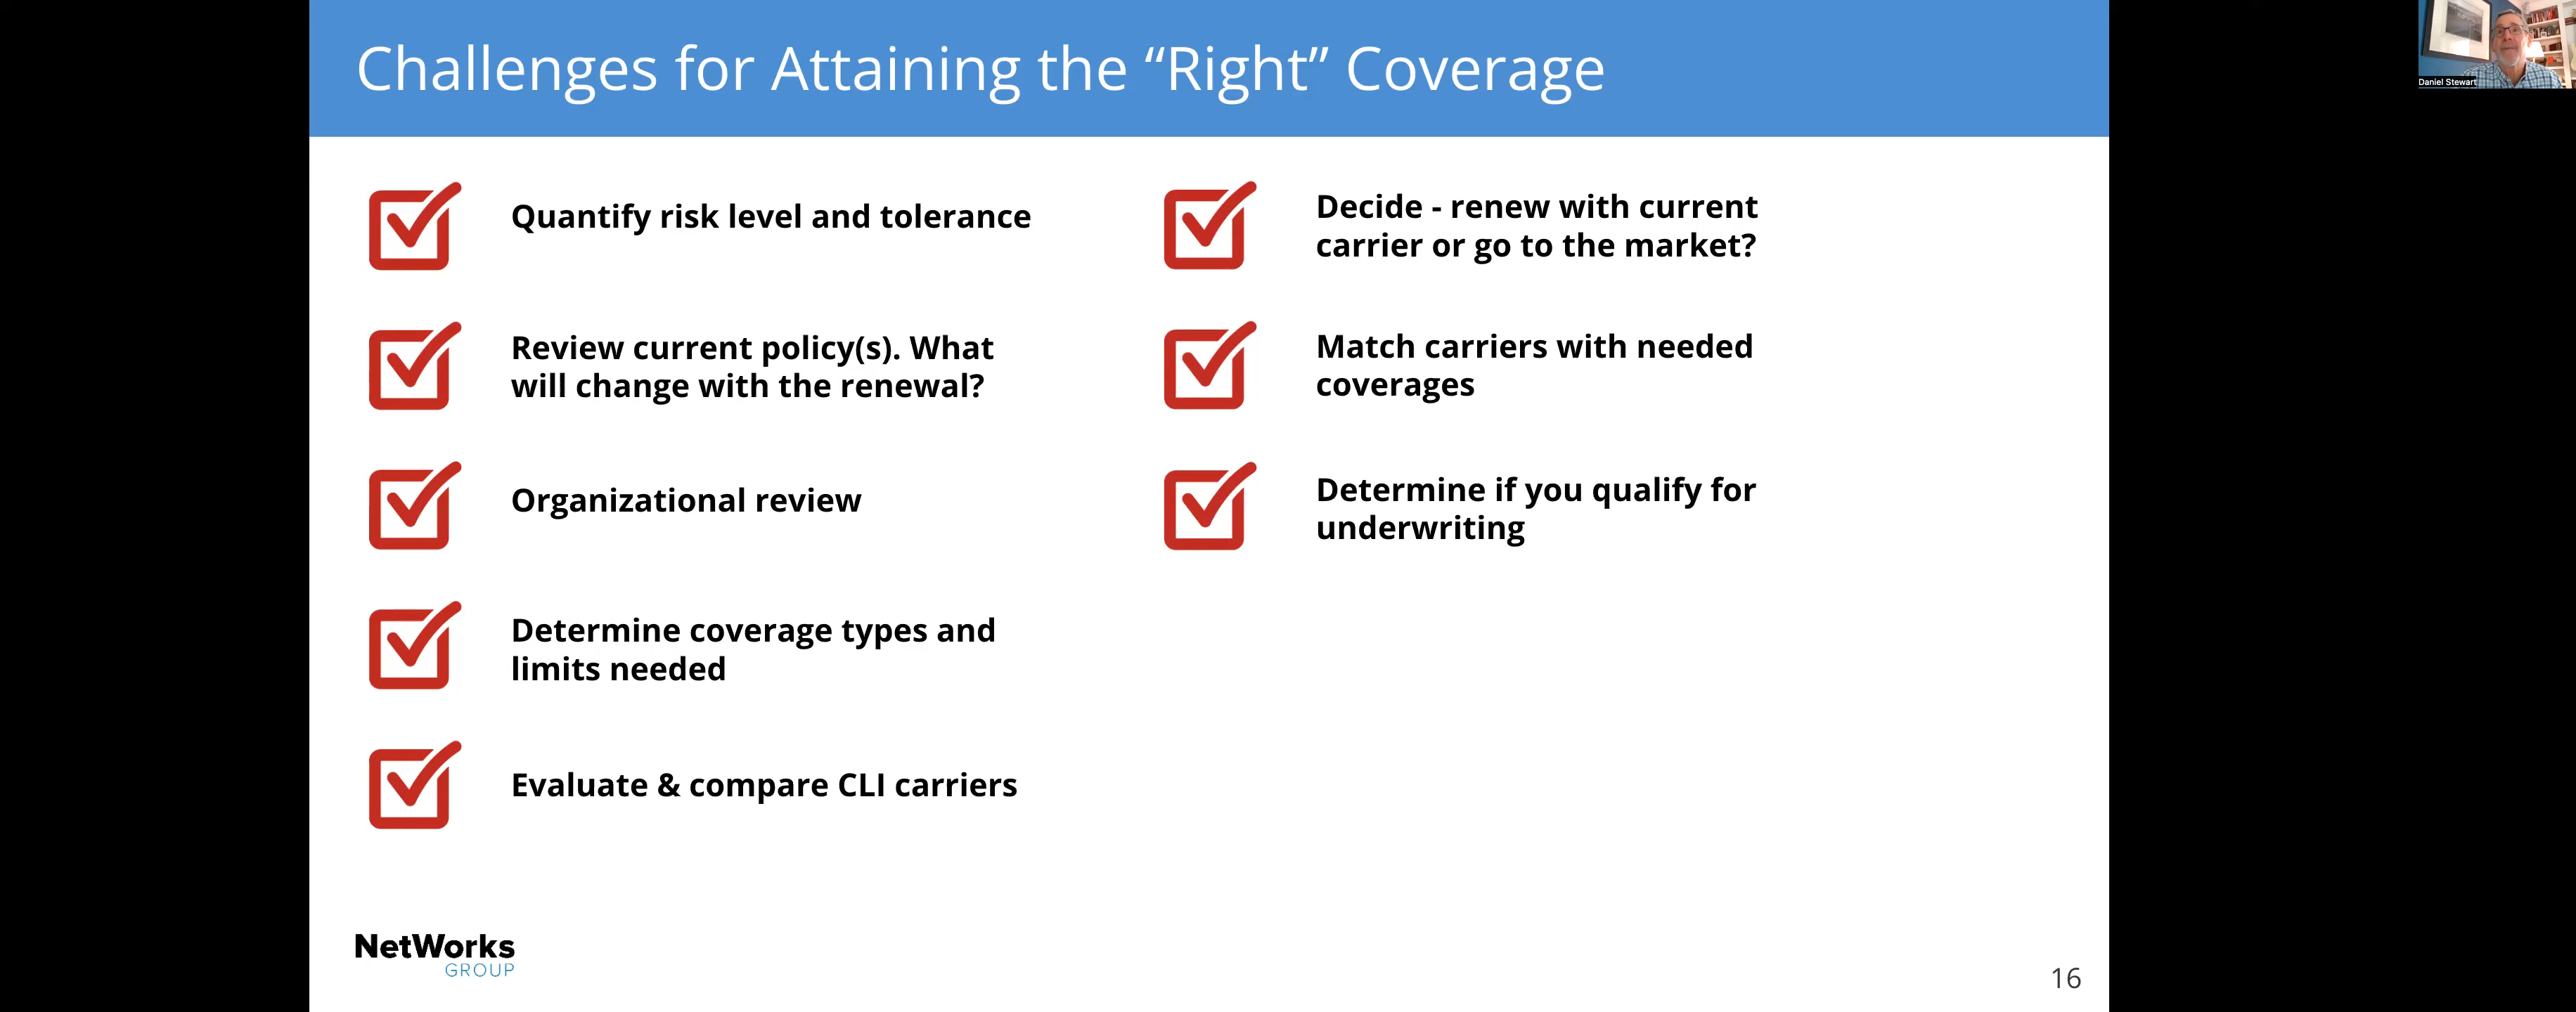 Challenges for Attaining the “Right” Coverage
Daniel Stewart
Quantify risk level and tolerance
Review current policy(s). What
will change with the renewal?
Organizational review
Determine coverage types and
limits needed
Evaluate & compare CLI carriers
Decide - renew with current
carrier or go to the market?
Match carriers with needed
coverages
Determine if you qualify for
underwriting
NetWorks
GROUP
16